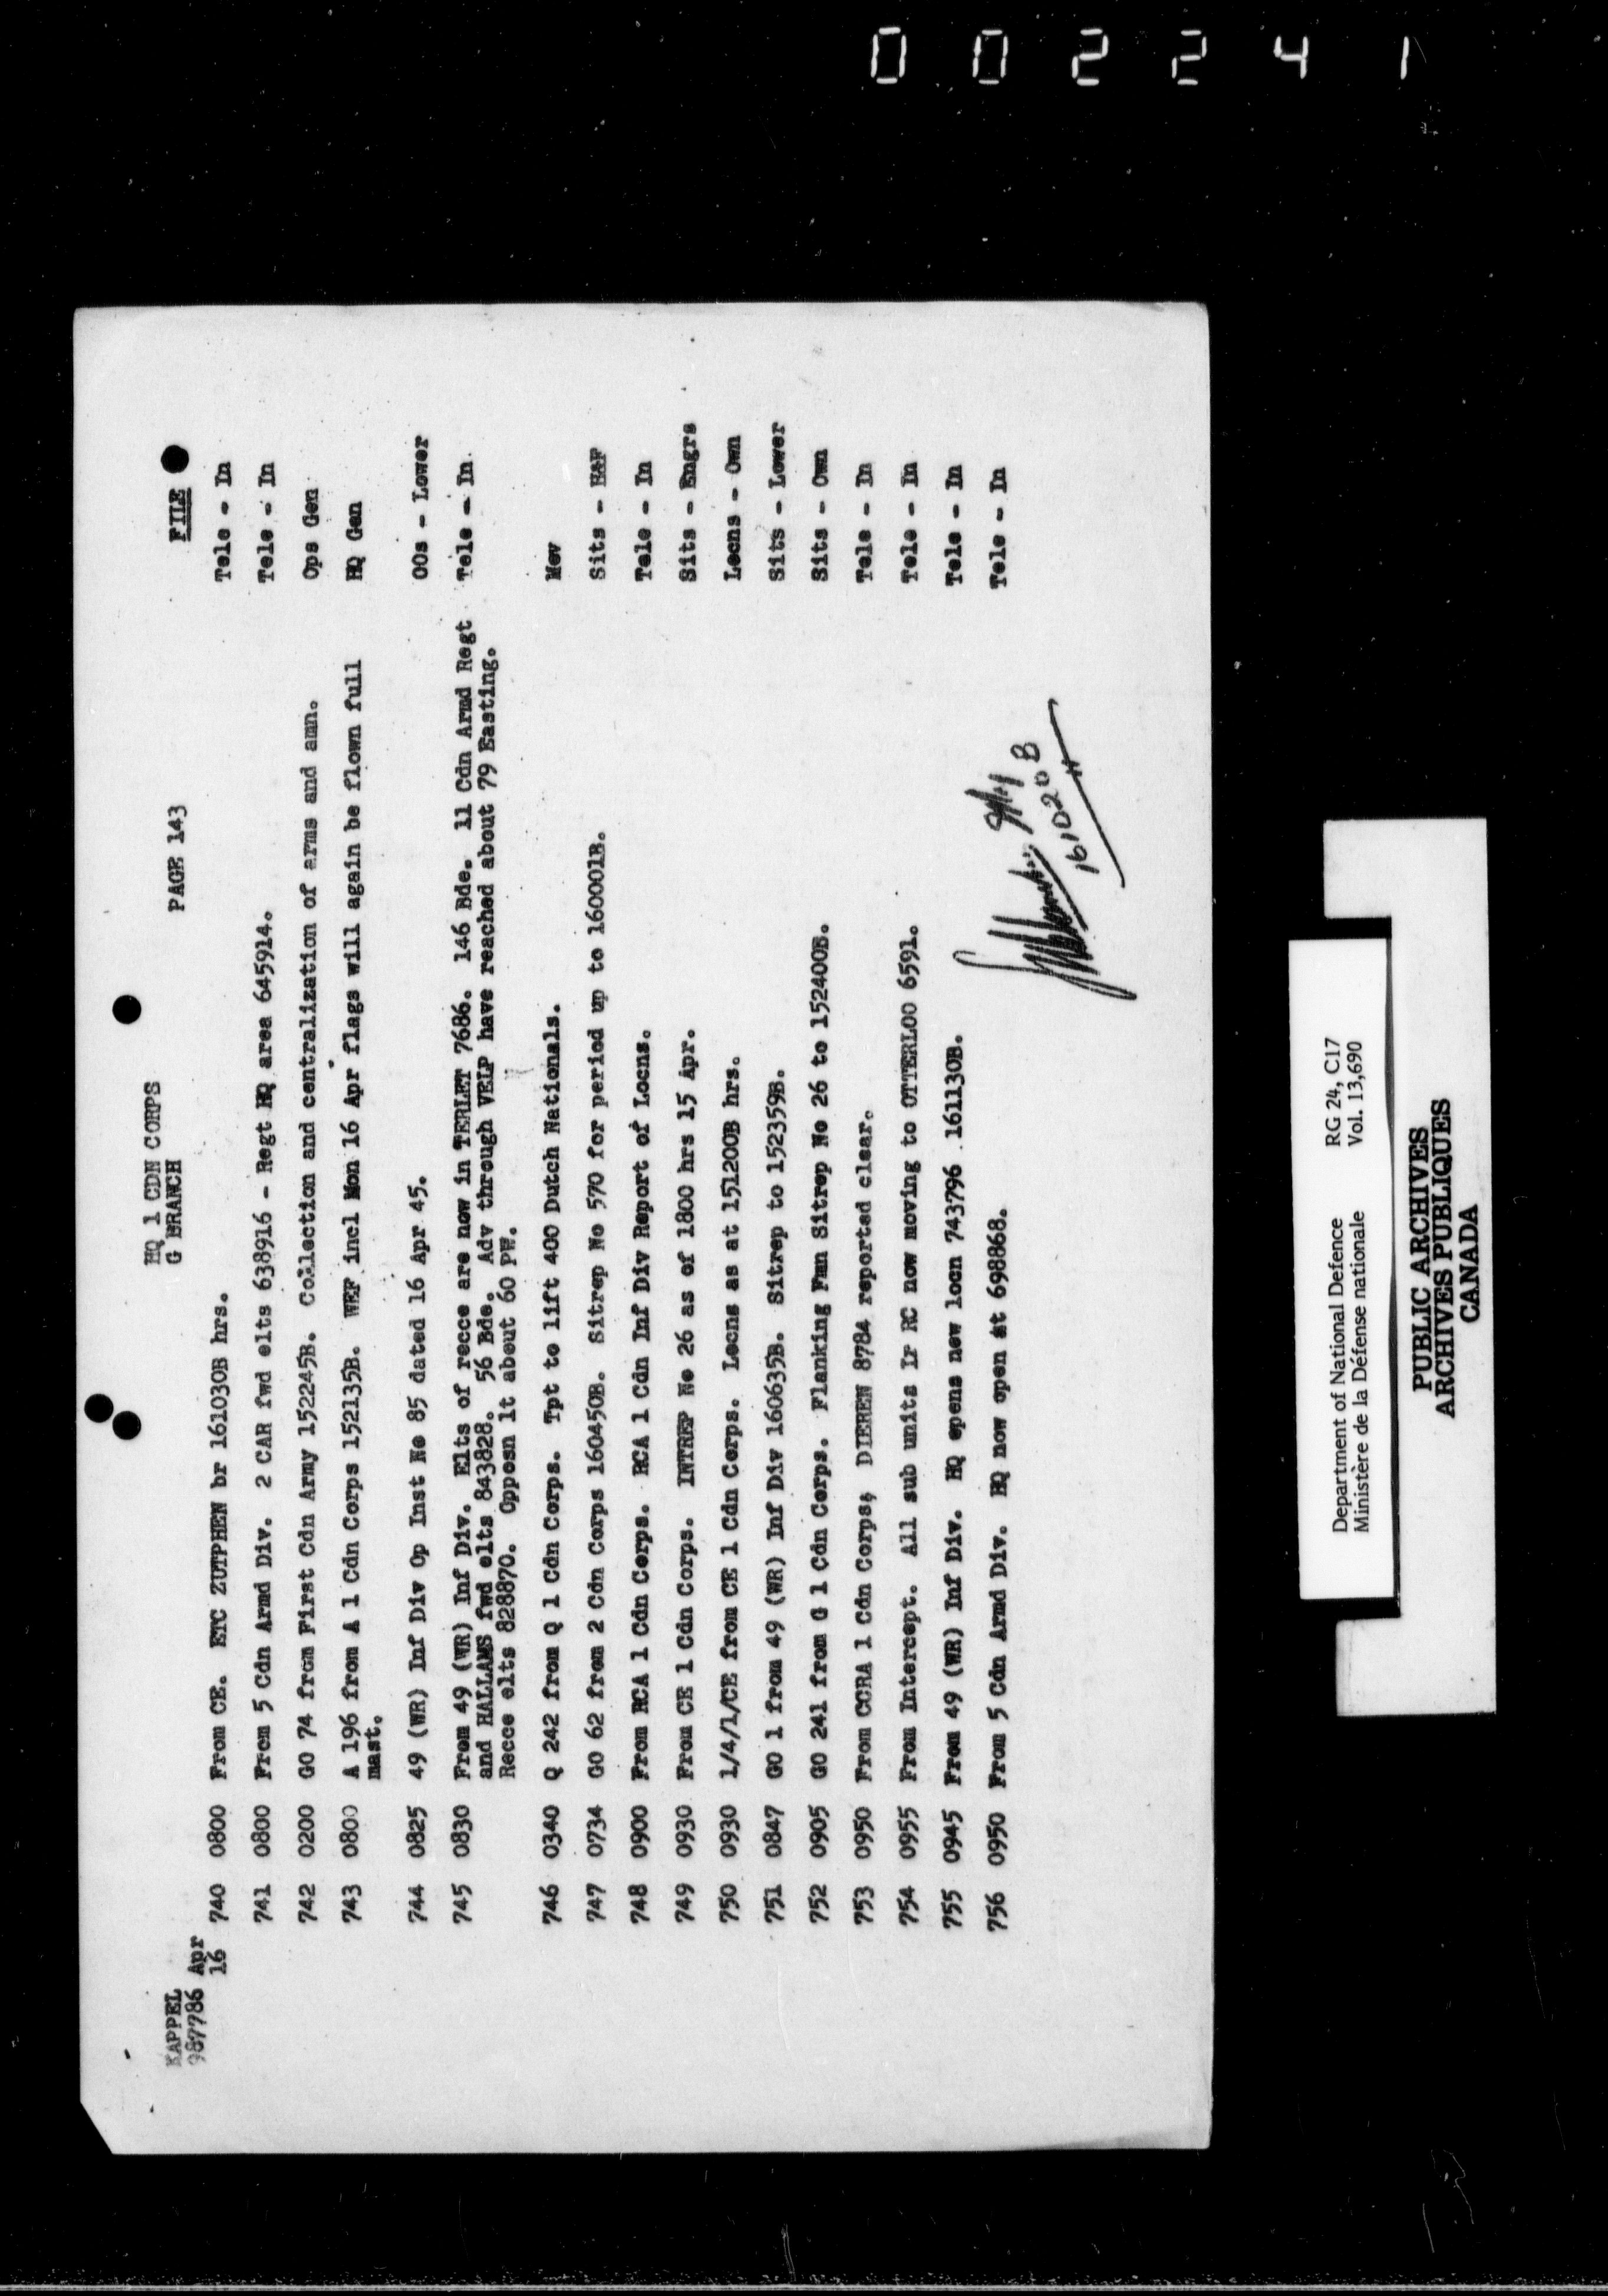 002241
HQ 1 CDN CORPS
G BRANCH
PAGE 143
FILE
KAPPEL
987786
Apr
16
740 0800 From CE. ETC ZUTPHEN br 161030B hrs. Tele - In
741 0800 From 5 Cdn Armd Div. 2 CAR fwd elts 638916 - Regt HQ area 645914. Tele - In
742 0200 GO 74 from First Cdn Army 152245B. Collection and centralization of arms and amn. Ops Gen
743 0800 A 196 from A 1 Cdn Corps 152135B. WEF incl Mon 16 Apr flags will again be flown full HQ Gen
mast.
744 0825 49 (WR) Inf Div Op Inst No 85 dated 16 Apr 45. OOs - Lower
745 0830 From 49 (WR) Inf Div. Elts of recce are now in TERLET 7686. 146 Bde. 11 Cdn Armd Regt Tele - In
and HALLAMS fwd elts 843828. 56 Bde. Adv through VELP have reached about 79 Easting.
Recce elts 828870. Opposn lt about 60 PW.
746 0340 Q 242 from Q 1 Cdn Corps. Tpt to lift 400 Dutch Nationals. Mov
747 0734 GO 62 from 2 Cdn Corps 160450B. Sitrep No 570 for period up to 160001B. Sits - H&F
748 0900 From RCA 1 Cdn Corps. RCA 1 Cdn Inf Div Report of Locns. Tele - In
749 0930 From CE 1 Cdn Corps. INTREP No 26 as of 1800 hrs 15 Apr. Sits - Engrs
750 0930 1/4/1/CE from CE 1 Cdn Corps. Locns as at 151200B hrs. Locns - Own
751 0847 GO 1 from 49 (WR) Inf Div 160635B. Sitrep to 152359B. Sits - Lower
752 0905 GO 241 from G 1 Cdn Corps. Flanking Fmn Sitrep No 26 to 152400B. Sits - Own
753 0950 From CCRA 1 Cdn Corps, DIEREN 8784 reported clear. Tele - In
754 0955 From Intercept. All sub units IF RC now moving to OTTERLOO 6591. Tele - In
755 0945 From 49 (WR) Inf Div. HQ opens new locn 743796 161130B. Tele - In
756 0950 From 5 Cdn Armd Div. HQ now open at 698868. Tele - In
161020B
Department of National Defence RG 24, C17
Ministère de la Défense nationale Vol. 13,690
PUBLIC ARCHIVES
ARCHIVES PUBLIQUES
CANADA